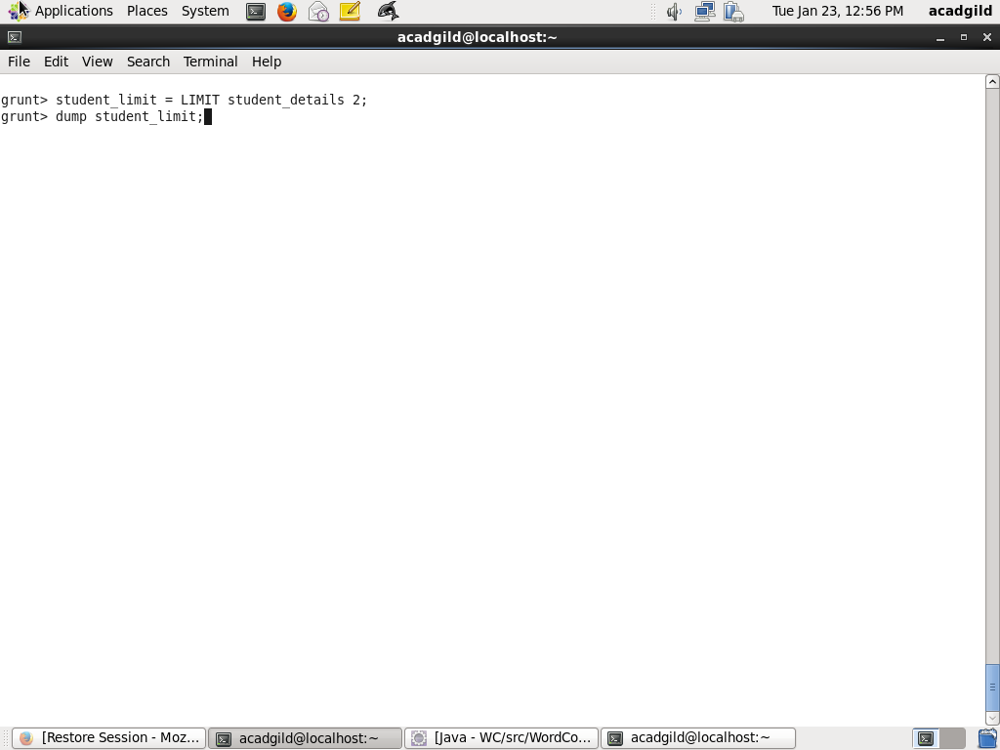 Applications Places System Tue Jan 23, 12:56 PM acadgild
acadgild@localhost:~
File Edit View Search Terminal Help
grunt> student_limit = LIMIT student_details 2;
grunt> dump student_limit;
[Restore Session - Moz... acadgild@localhost:~ [Java - WC/src/WordCo... acadgild@localhost:~